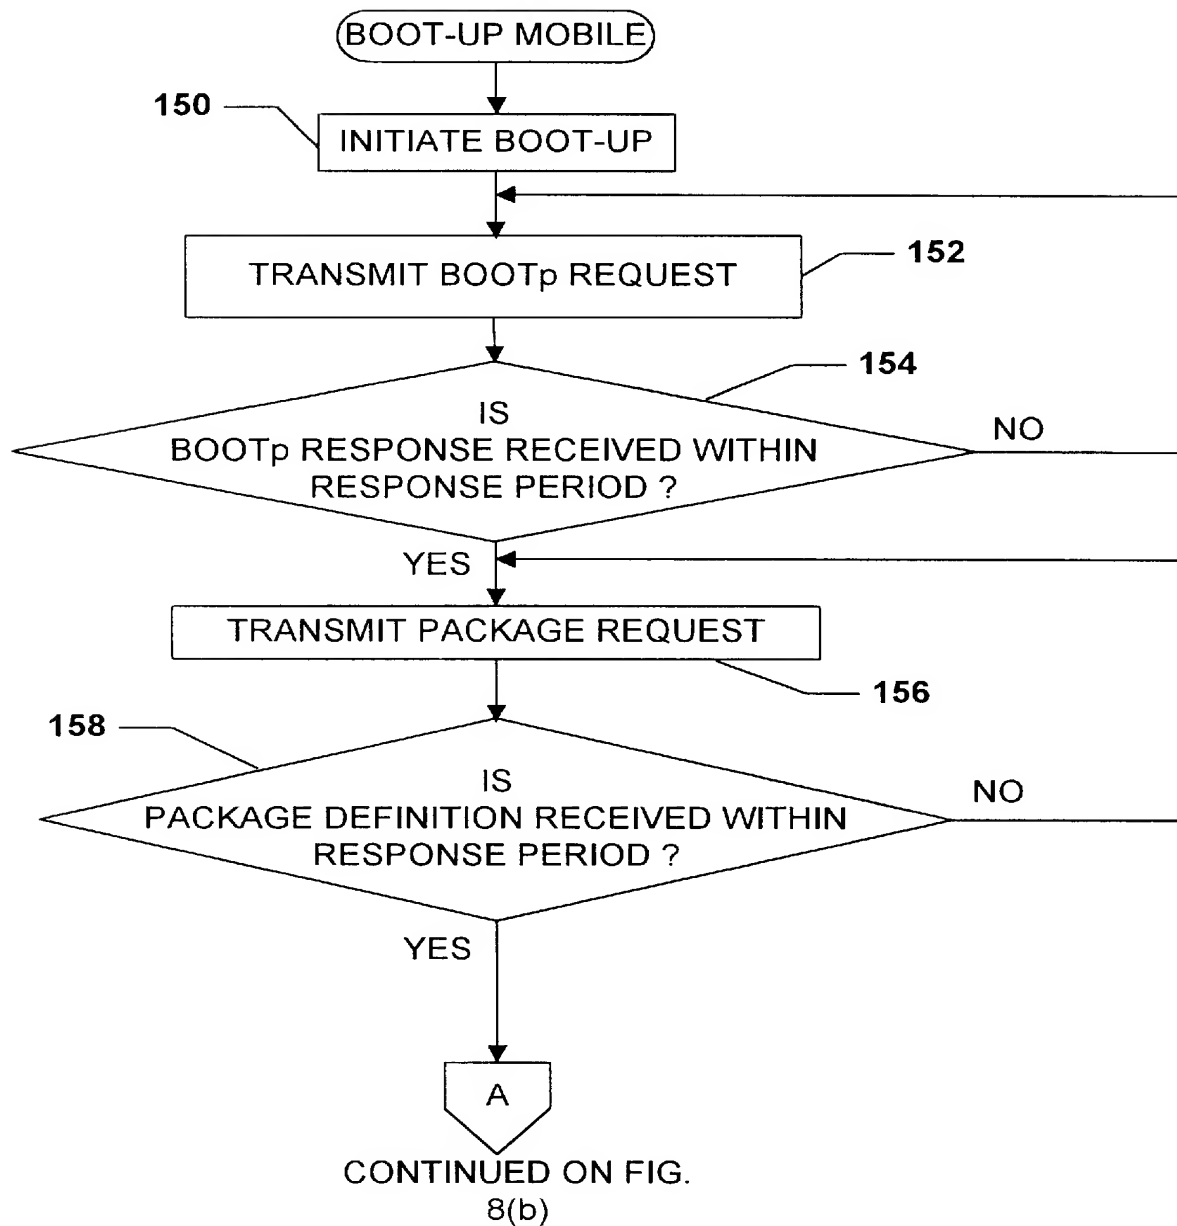 BOOT-UP MOBILE
150
INITIATE BOOT-UP
TRANSMIT BOOTp REQUEST
152
154
IS
BOOTp RESPONSE RECEIVED WITHIN
RESPONSE PERIOD ?
NO
YES
TRANSMIT PACKAGE REQUEST
156
158
IS
PACKAGE DEFINITION RECEIVED WITHIN
RESPONSE PERIOD ?
NO
YES
A
CONTINUED ON FIG.
8(b)